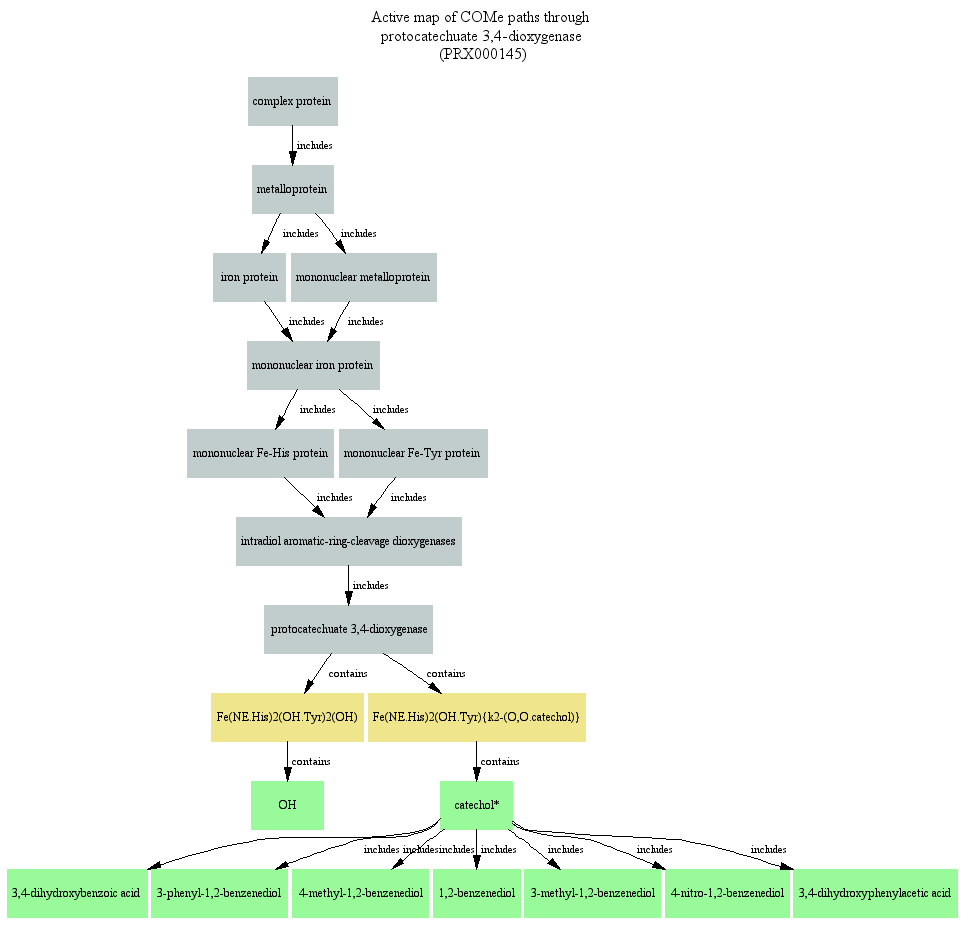 Active map of COMe paths through
protocatechuate 3,4-dioxygenase
(PRX000145)
complex protein
includes
metalloprotein
includes includes
iron protein mononuclear metalloprotein
includes includes
mononuclear iron protein
includes includes
mononuclear Fe-His protein mononuclear Fe-Tyr protein
includes includes
intradiol aromatic-ring-cleavage dioxygenases
includes
protocatechuate 3,4-dioxygenase
contains contains
Fe(NE.His)2(OH.Tyr)2(OH) Fe(NE.His)2(OH.Tyr){k2-(O,O.catechol)}
contains contains
OH catechol*
includes includes includes includes includes includes includes
3,4-dihydroxybenzoic acid 3-phenyl-1,2-benzenediol 4-methyl-1,2-benzenediol 1,2-benzenediol 3-methyl-1,2-benzenediol 4-nitro-1,2-benzenediol 3,4-dihydroxyphenylacetic acid